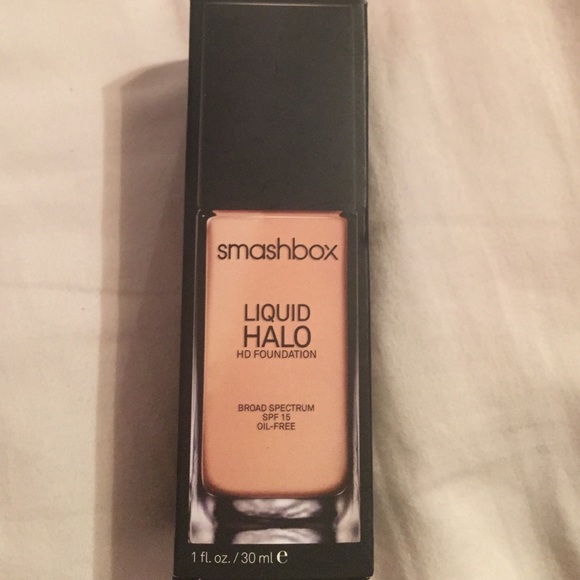 smashbox
LIQUID
HALO
HD FOUNDATION
BROAD SPECTRUM
SPF 15
OIL-FREE
1 fl. oz. / 30 ml ℮